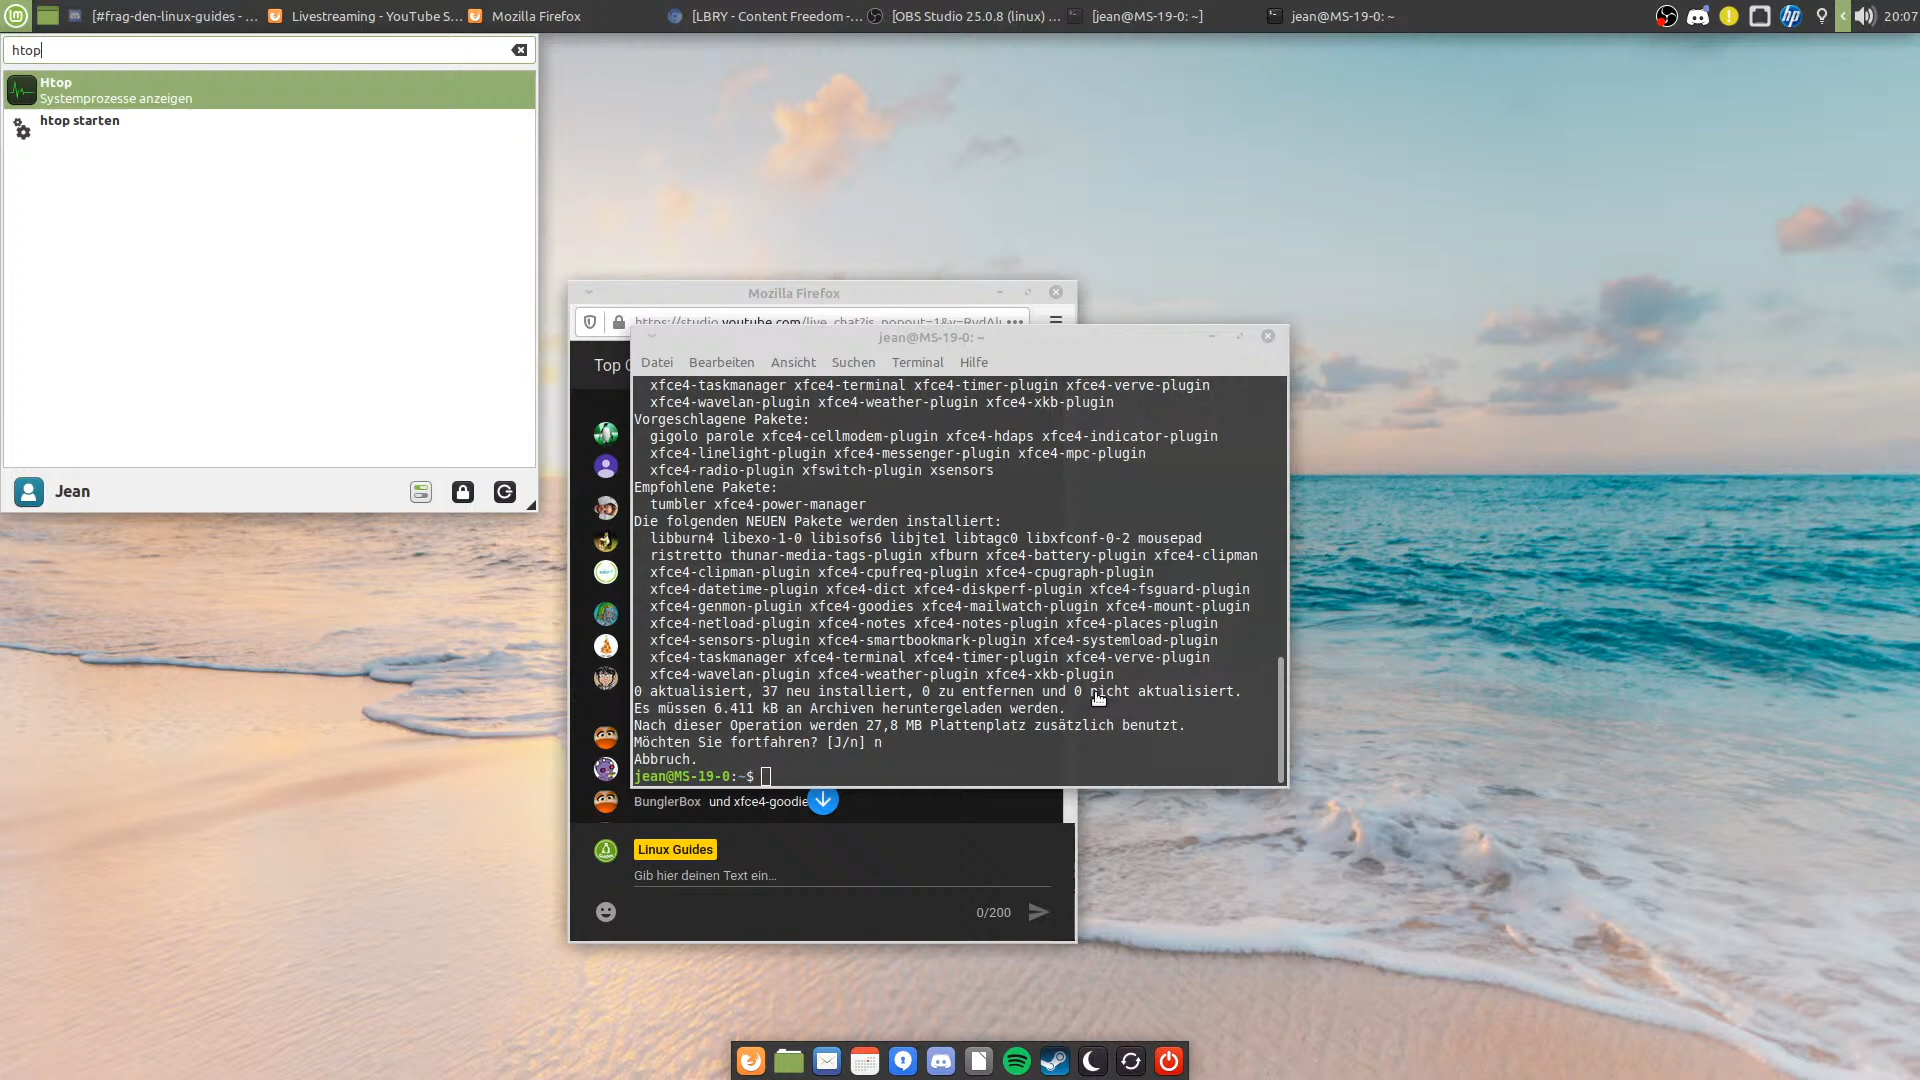 [#frag-den-linux-guides - ...
Livestreaming - YouTube S...
Mozilla Firefox
[LBRY - Content Freedom -...
[OBS Studio 25.0.8 (linux) ...
[jean@MS-19-0: ~]
jean@MS-19-0: ~
20:07
htop
Htop
Systemprozesse anzeigen
htop starten
Jean
Mozilla Firefox
jean@MS-19-0: ~
Datei Bearbeiten Ansicht Suchen Terminal Hilfe
Top
xfce4-taskmanager xfce4-terminal xfce4-timer-plugin xfce4-verve-plugin
xfce4-wavelan-plugin xfce4-weather-plugin xfce4-xkb-plugin
Vorgeschlagene Pakete:
gigolo parole xfce4-cellmodem-plugin xfce4-hdaps xfce4-indicator-plugin
xfce4-linelight-plugin xfce4-messenger-plugin xfce4-mpc-plugin
xfce4-radio-plugin xfswitch-plugin xsensors
Empfohlene Pakete:
tumbler xfce4-power-manager
Die folgenden NEUEN Pakete werden installiert:
libburn4 libexo-1-0 libisofs6 libjte1 libtagc0 libxfconf-0-2 mousepad
ristretto thunar-media-tags-plugin xfburn xfce4-battery-plugin xfce4-clipman
xfce4-clipman-plugin xfce4-cpufreq-plugin xfce4-cpugraph-plugin
xfce4-datetime-plugin xfce4-dict xfce4-diskperf-plugin xfce4-fsguard-plugin
xfce4-genmon-plugin xfce4-goodies xfce4-mailwatch-plugin xfce4-mount-plugin
xfce4-netload-plugin xfce4-notes xfce4-notes-plugin xfce4-places-plugin
xfce4-sensors-plugin xfce4-smartbookmark-plugin xfce4-systemload-plugin
xfce4-taskmanager xfce4-terminal xfce4-timer-plugin xfce4-verve-plugin
xfce4-wavelan-plugin xfce4-weather-plugin xfce4-xkb-plugin
0 aktualisiert, 37 neu installiert, 0 zu entfernen und 0 nicht aktualisiert.
Es müssen 6.411 kB an Archiven heruntergeladen werden.
Nach dieser Operation werden 27,8 MB Plattenplatz zusätzlich benutzt.
Möchten Sie fortfahren? [J/n] n
Abbruch.
jean@MS-19-0:~$
BunglerBox und xfce4-goodie
Linux Guides
Gib hier deinen Text ein...
0/200